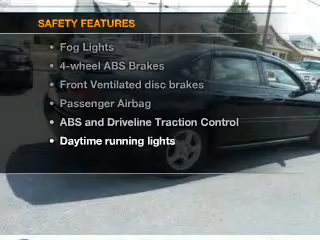 SAFETY FEATURES
• Fog Lights
• 4-wheel ABS Brakes
• Front Ventilated disc brakes
• Passenger Airbag
• ABS and Driveline Traction Control
• Daytime running lights